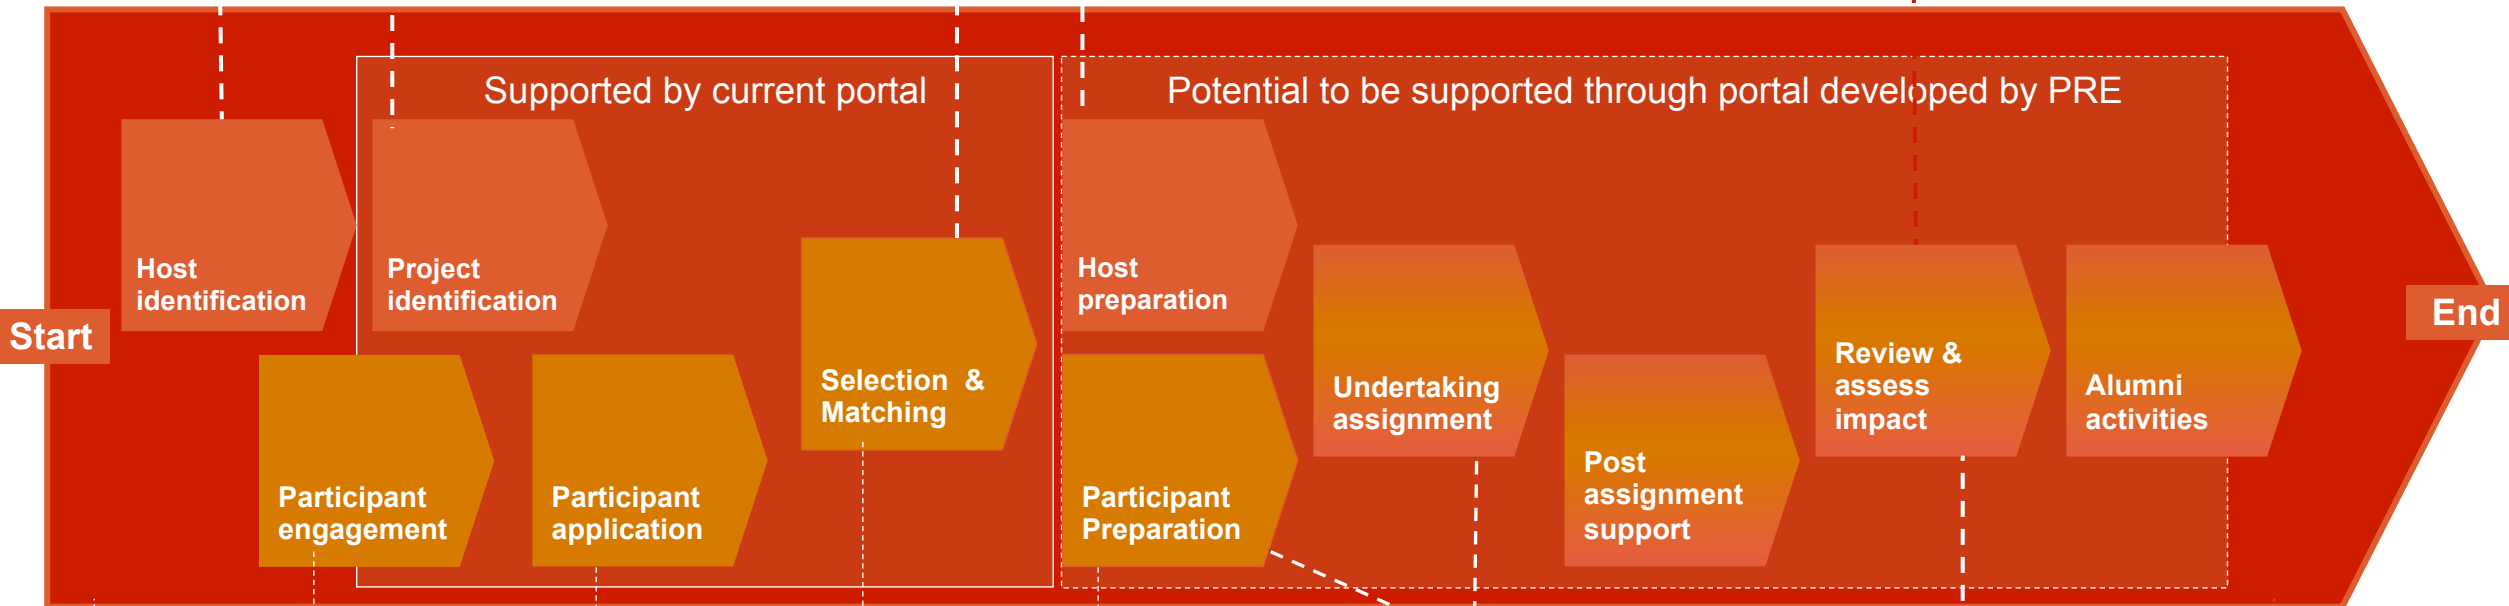 Supported by current portal
Potential to be supported through portal developed by PRE
Start
Host
identification
Project
identification
Participant
engagement
Participant
application
Selection & 
Matching
Host
preparation
Participant
Preparation
Undertaking
assignment
Post
assignment
support
Review &
assess
impact
Alumni
activities
End